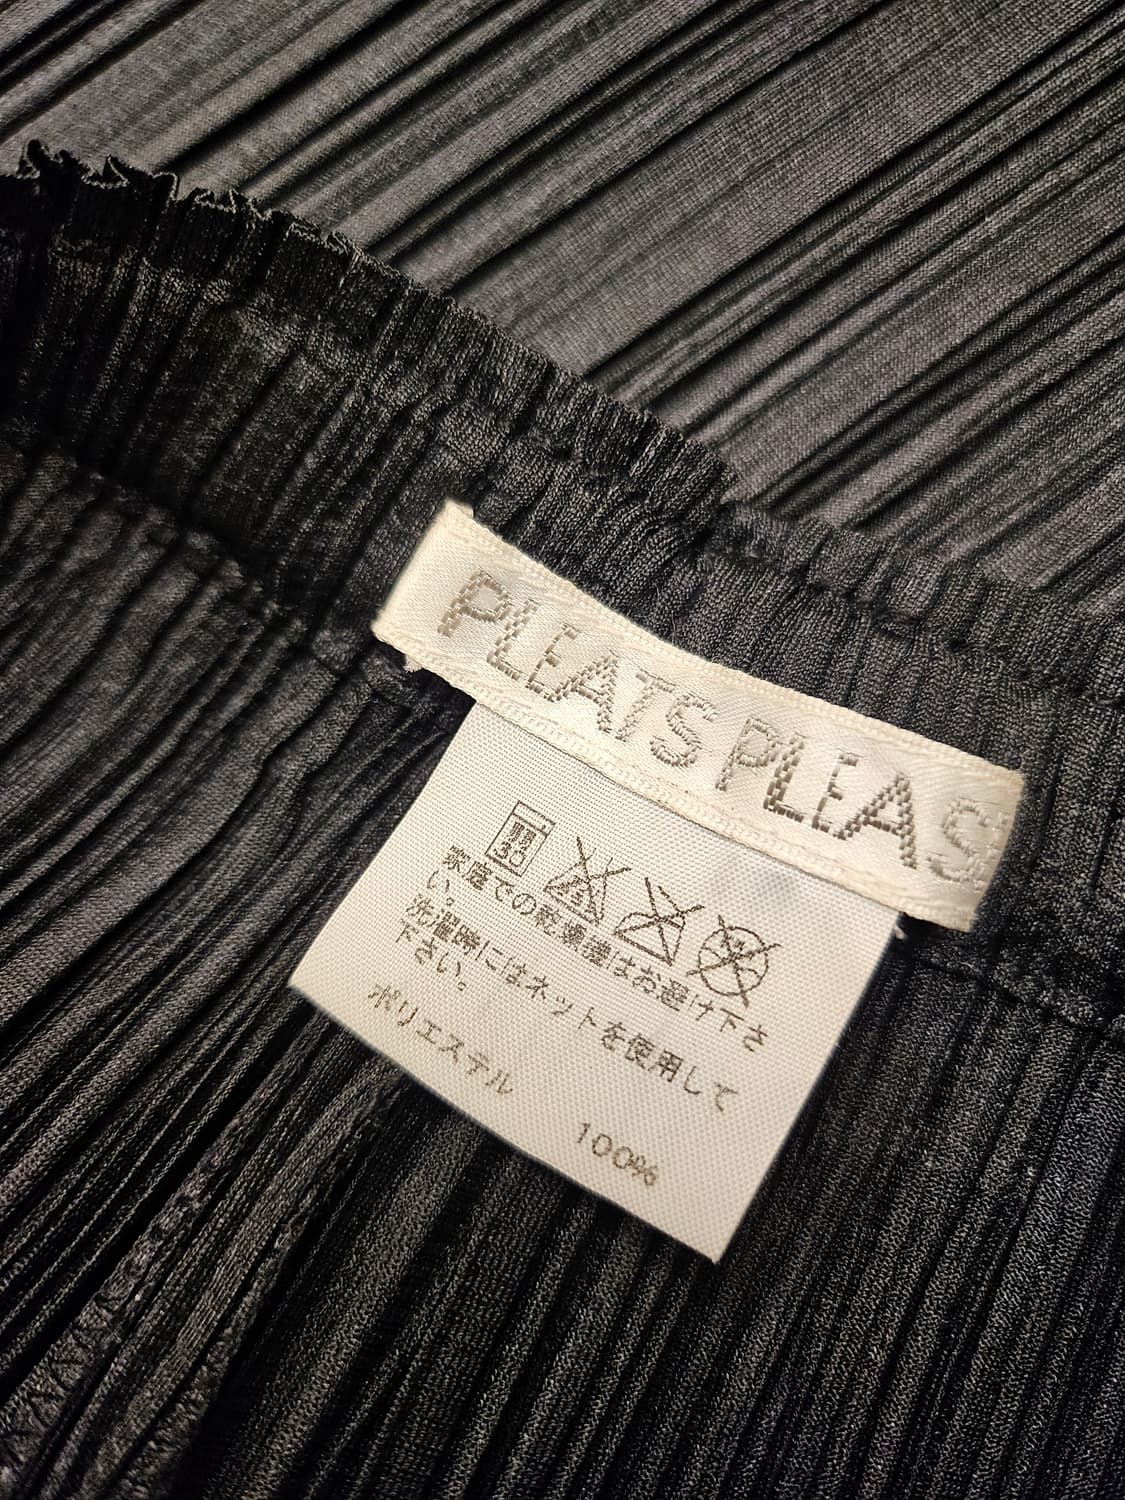 PLEATS PLEAS
家庭での乾燥機はお避け下さ
い。
洗濯時にはネットを使用して
下さい。
ポリエステル 100%